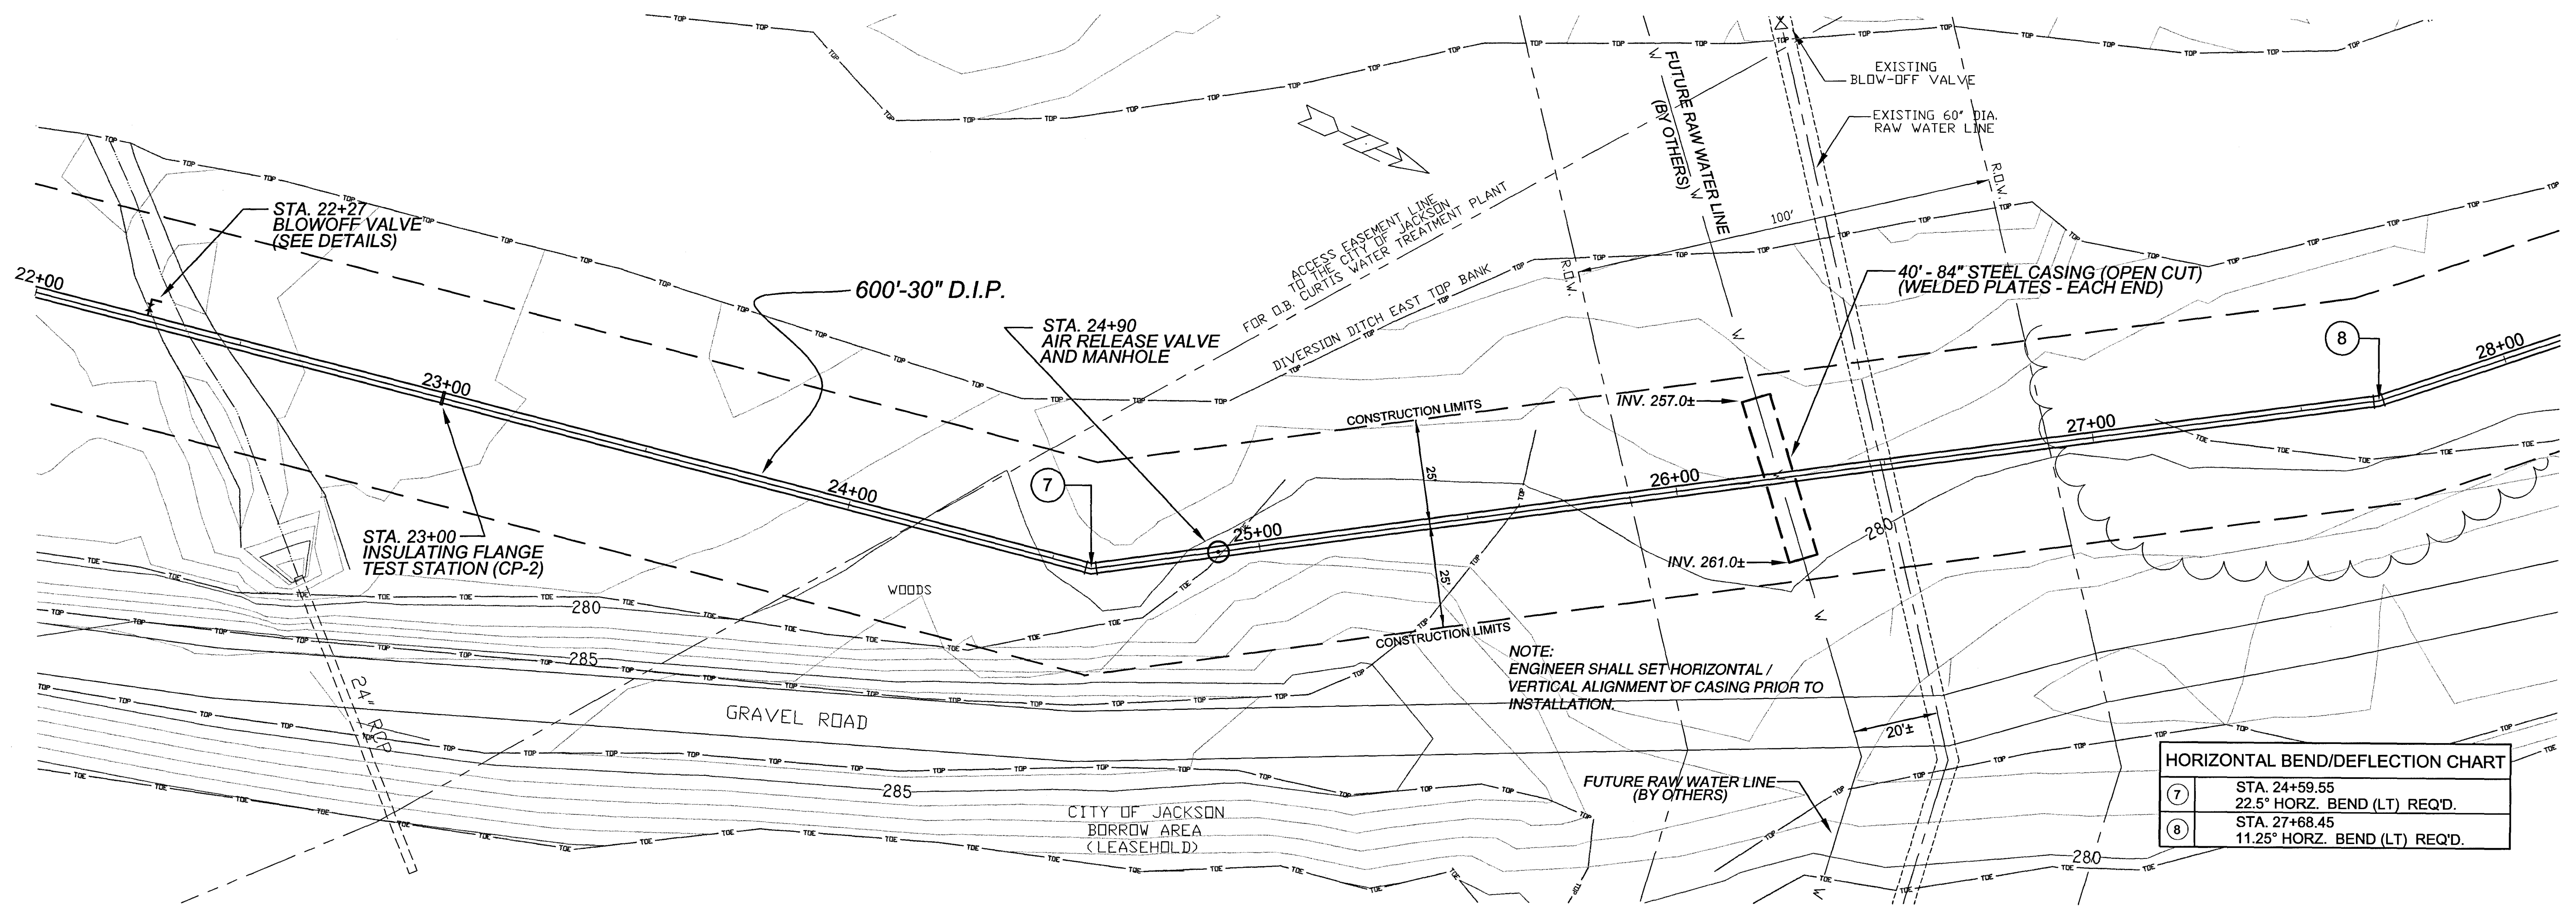 EXISTING
BLOW-OFF VALVE
EXISTING 60" DIA.
RAW WATER LINE
FUTURE RAW WATER LINE
(BY OTHERS)
R.O.W.
R.O.W.
100'
ACCESS EASEMENT LINE
TO THE CITY OF JACKSON
FOR O.B. CURTIS WATER TREATMENT PLANT
DIVERSION DITCH EAST TOP BANK
STA. 22+27
BLOWOFF VALVE
(SEE DETAILS)
22+00
600'-30" D.I.P.
STA. 24+90
AIR RELEASE VALVE
AND MANHOLE
40' - 84" STEEL CASING (OPEN CUT)
(WELDED PLATES - EACH END)
8
28+00
23+00
INV. 257.0±
CONSTRUCTION LIMITS
27+00
25'
7
24+00
26+00
25+00
280
STA. 23+00
INSULATING FLANGE
TEST STATION (CP-2)
INV. 261.0±
25'
WOODS
280
CONSTRUCTION LIMITS
NOTE:
ENGINEER SHALL SET HORIZONTAL /
VERTICAL ALIGNMENT OF CASING PRIOR TO
INSTALLATION.
285
24" RCP
GRAVEL ROAD
20'±
FUTURE RAW WATER LINE
(BY OTHERS)
285
CITY OF JACKSON
BORROW AREA
(LEASEHOLD)
280
HORIZONTAL BEND/DEFLECTION CHART
7 STA. 24+59.55
22.5° HORZ. BEND (LT) REQ'D.
8 STA. 27+68.45
11.25° HORZ. BEND (LT) REQ'D.